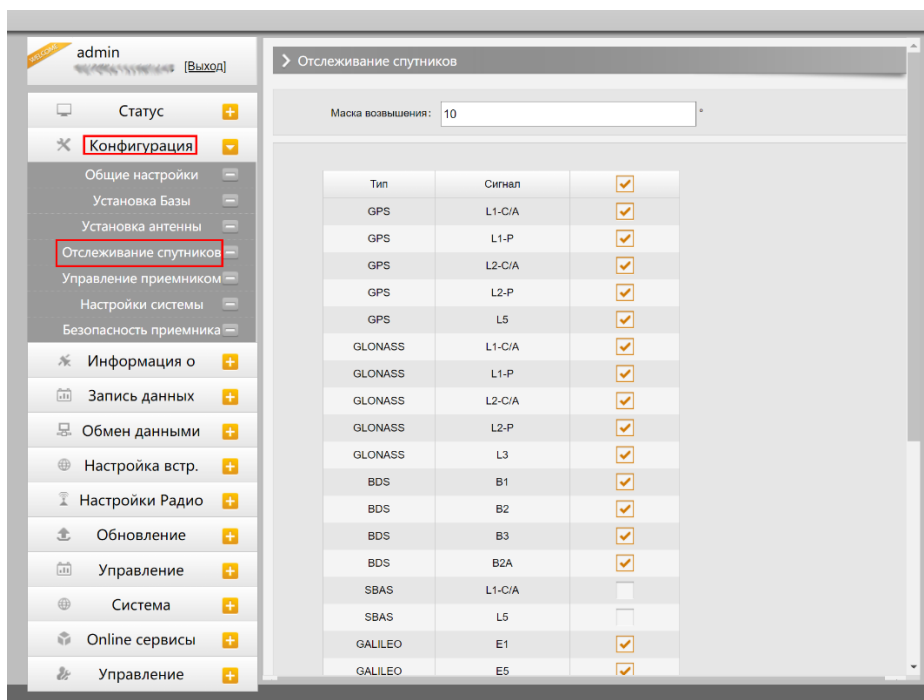 WELCOME
admin
[Выход]
Статус
Конфигурация
Общие настройки
Установка Базы
Установка антенны
Отслеживание спутников
Управление приемником
Настройки системы
Безопасность приемника
Информация о
Запись данных
Обмен данными
Настройка встр.
Настройки Радио
Обновление
Управление
Система
Online сервисы
Управление
Отслеживание спутников
Маска возвышения: 10 °
Тип Сигнал
GPS L1-C/A
GPS L1-P
GPS L2-C/A
GPS L2-P
GPS L5
GLONASS L1-C/A
GLONASS L1-P
GLONASS L2-C/A
GLONASS L2-P
GLONASS L3
BDS B1
BDS B2
BDS B3
BDS B2A
SBAS L1-C/A
SBAS L5
GALILEO E1
GALILEO E5